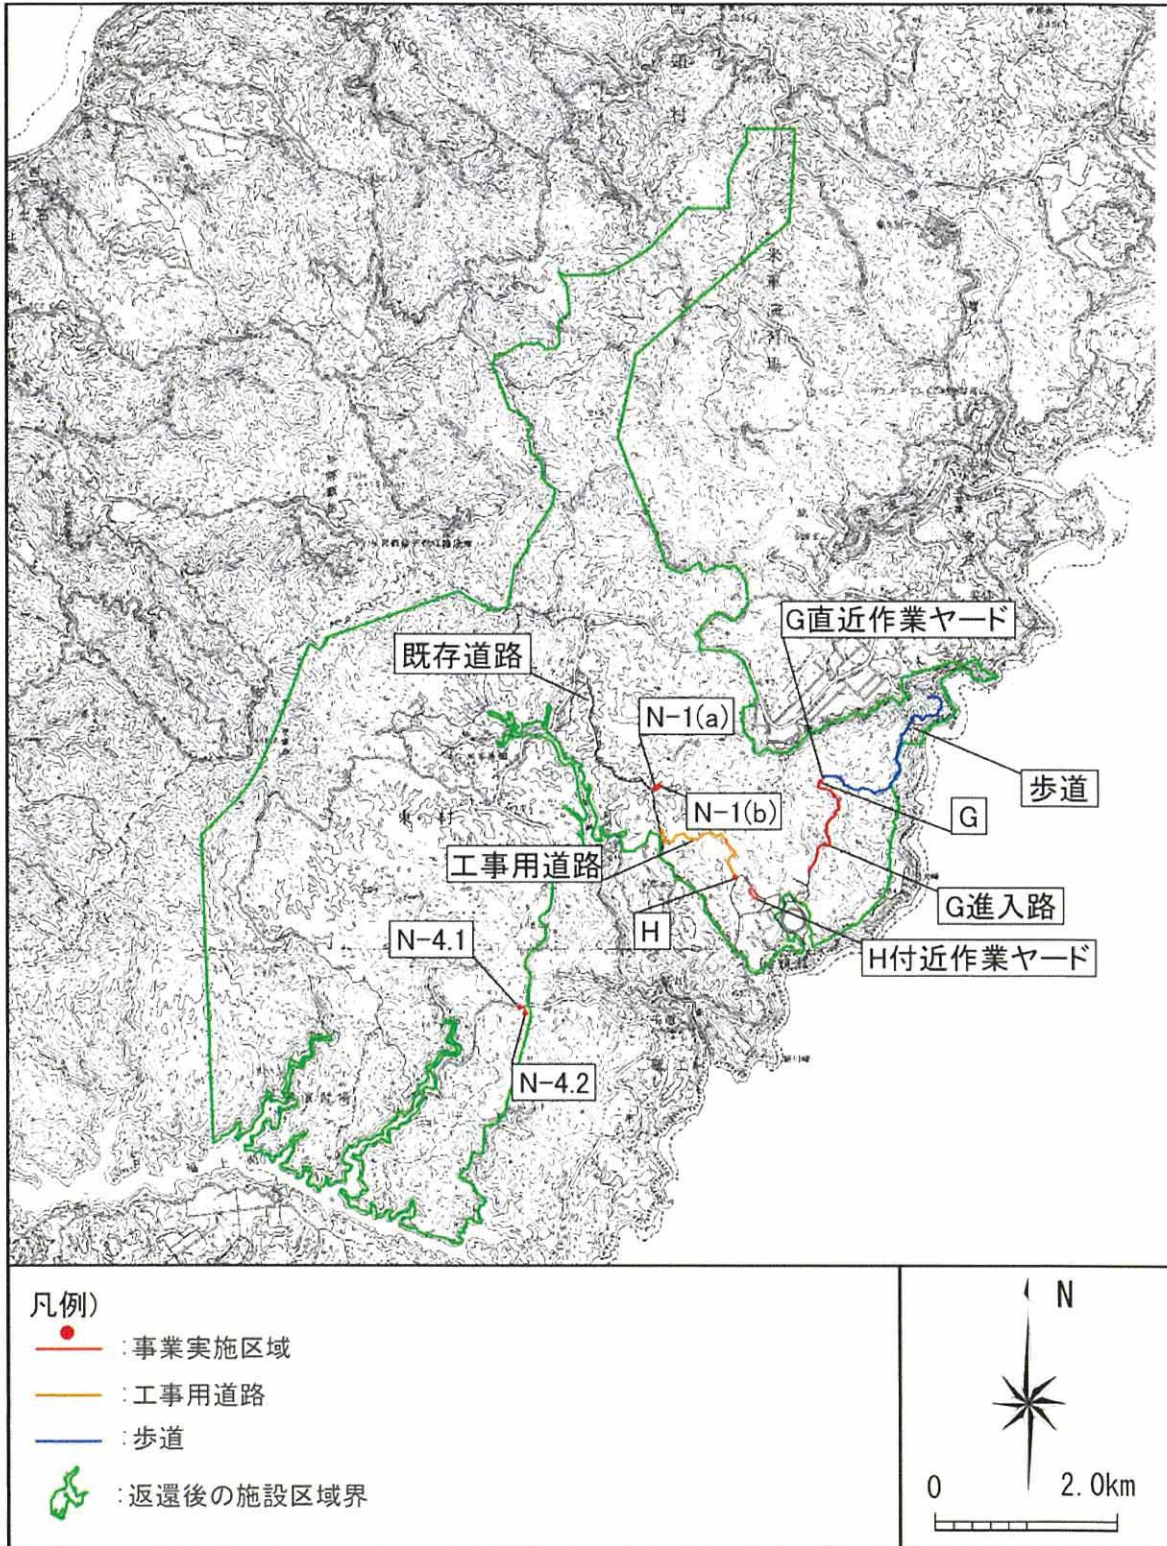 G直近作業ヤード
既存道路
N-1(a)
歩道
N-1(b)
G
工事用道路
G進入路
H
N-4.1
H付近作業ヤード
N-4.2
東村
凡例)
:事業実施区域
:工事用道路
:歩道
:返還後の施設区域界
N
0 2.0km